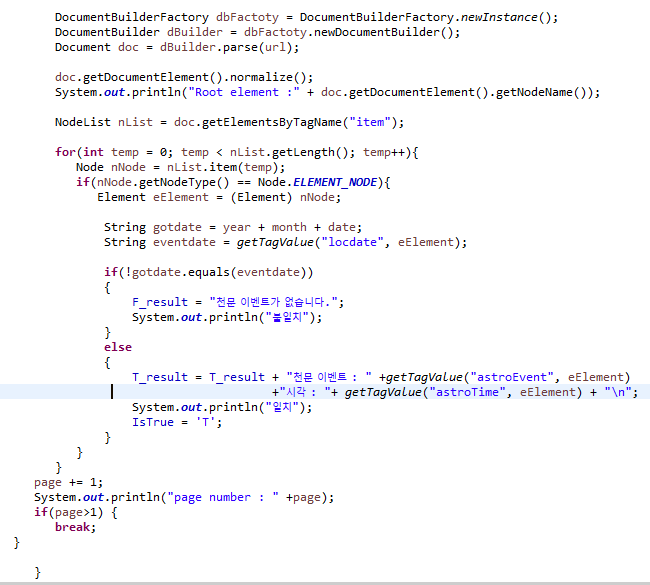 DocumentBuilderFactory dbFactoty = DocumentBuilderFactory.newInstance();
DocumentBuilder dBuilder = dbFactoty.newDocumentBuilder();
Document doc = dBuilder.parse(url);
doc.getDocumentElement().normalize();
System.out.println("Root element :" + doc.getDocumentElement().getNodeName());
NodeList nList = doc.getElementsByTagName("item");
for(int temp = 0; temp < nList.getLength(); temp++){
Node nNode = nList.item(temp);
if(nNode.getNodeType() == Node.ELEMENT_NODE){
Element eElement = (Element) nNode;
String gotdate = year + month + date;
String eventdate = getTagValue("locdate", eElement);
if(!gotdate.equals(eventdate))
{
F_result = "천문 이벤트가 없습니다.";
System.out.println("불일치");
}
else
{
T_result = T_result + "천문 이벤트 : " +getTagValue("astroEvent", eElement)
+"시각 : "+ getTagValue("astroTime", eElement) + "\n";
System.out.println("일치");
IsTrue = 'T';
}
}
}
page += 1;
System.out.println("page number : " +page);
if(page>1) {
break;
}
}